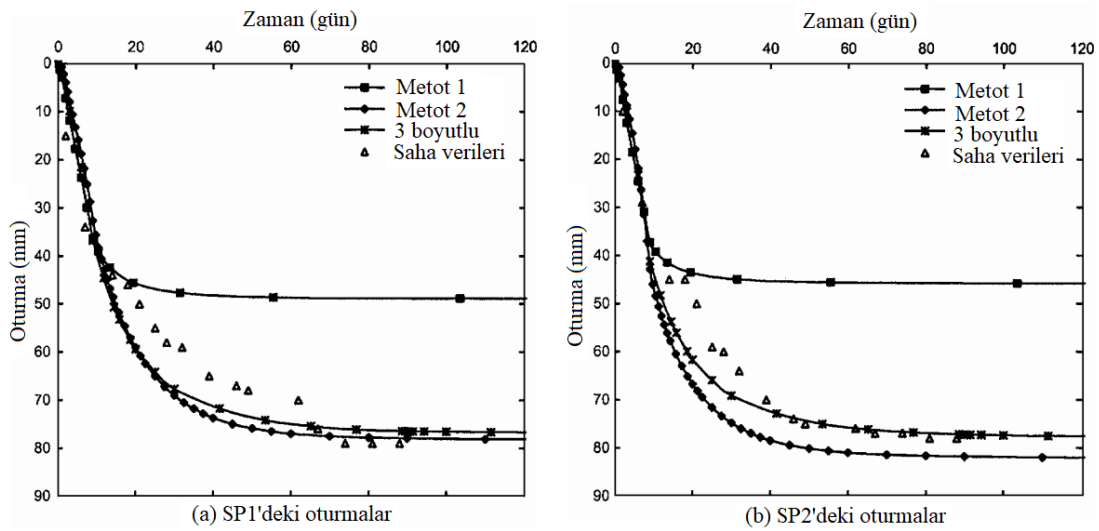 Zaman (gün)
0 20 40 60 80 100 120
0
10
20
30
40
50
60
70
80
90
Oturma (mm)
Metot 1
Metot 2
3 boyutlu
Saha verileri
(a) SP1'deki oturmalar
Zaman (gün)
0 20 40 60 80 100 120
0
10
20
30
40
50
60
70
80
90
Oturma (mm)
Metot 1
Metot 2
3 boyutlu
Saha verileri
(b) SP2'deki oturmalar